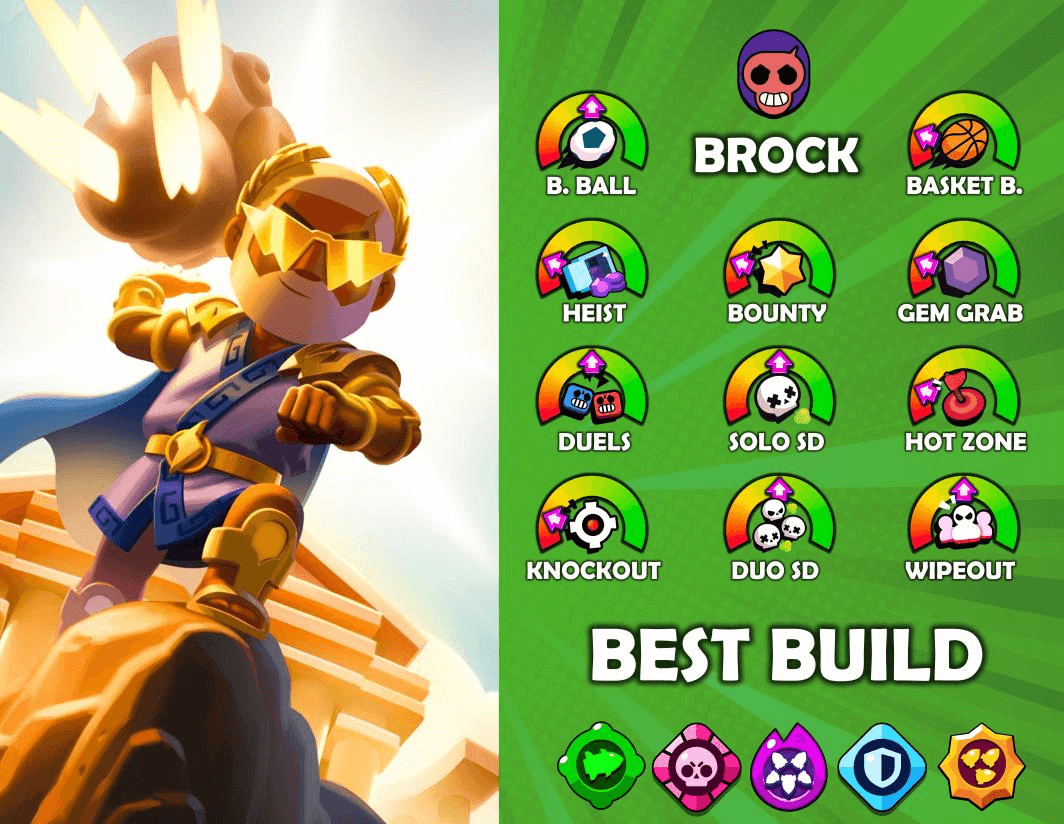 BROCK
B. BALL
BASKET B.
HEIST
BOUNTY
GEM GRAB
DUELS
SOLO SD
HOT ZONE
KNOCKOUT
DUO SD
WIPEOUT
BEST BUILD